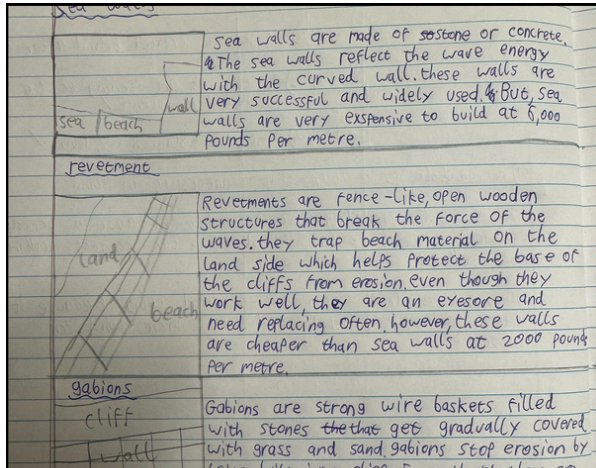 sea walls
sea walls are made of so stone or concrete.
The sea walls reflect the wave energy
with the curved wall. these walls are
very successful and widely used. But, sea
walls are very exspensive to build at 6,000
pounds per metre.
sea / beach
wall
revetment
Revetments are fence-like, open wooden
structures that break the force of the
waves. they trap beach material on the
land side which helps protect the base of
the cliffs from erosion. even though they
work well, they are an eyesore and
need replacing often. however, these walls
are cheaper than sea walls at 2000 pounds
per metre.
land
beach
gabions
cliff
wall
Gabions are strong wire baskets filled
with stones the that get gradually covered
with grass and sand. gabions stop erosion by